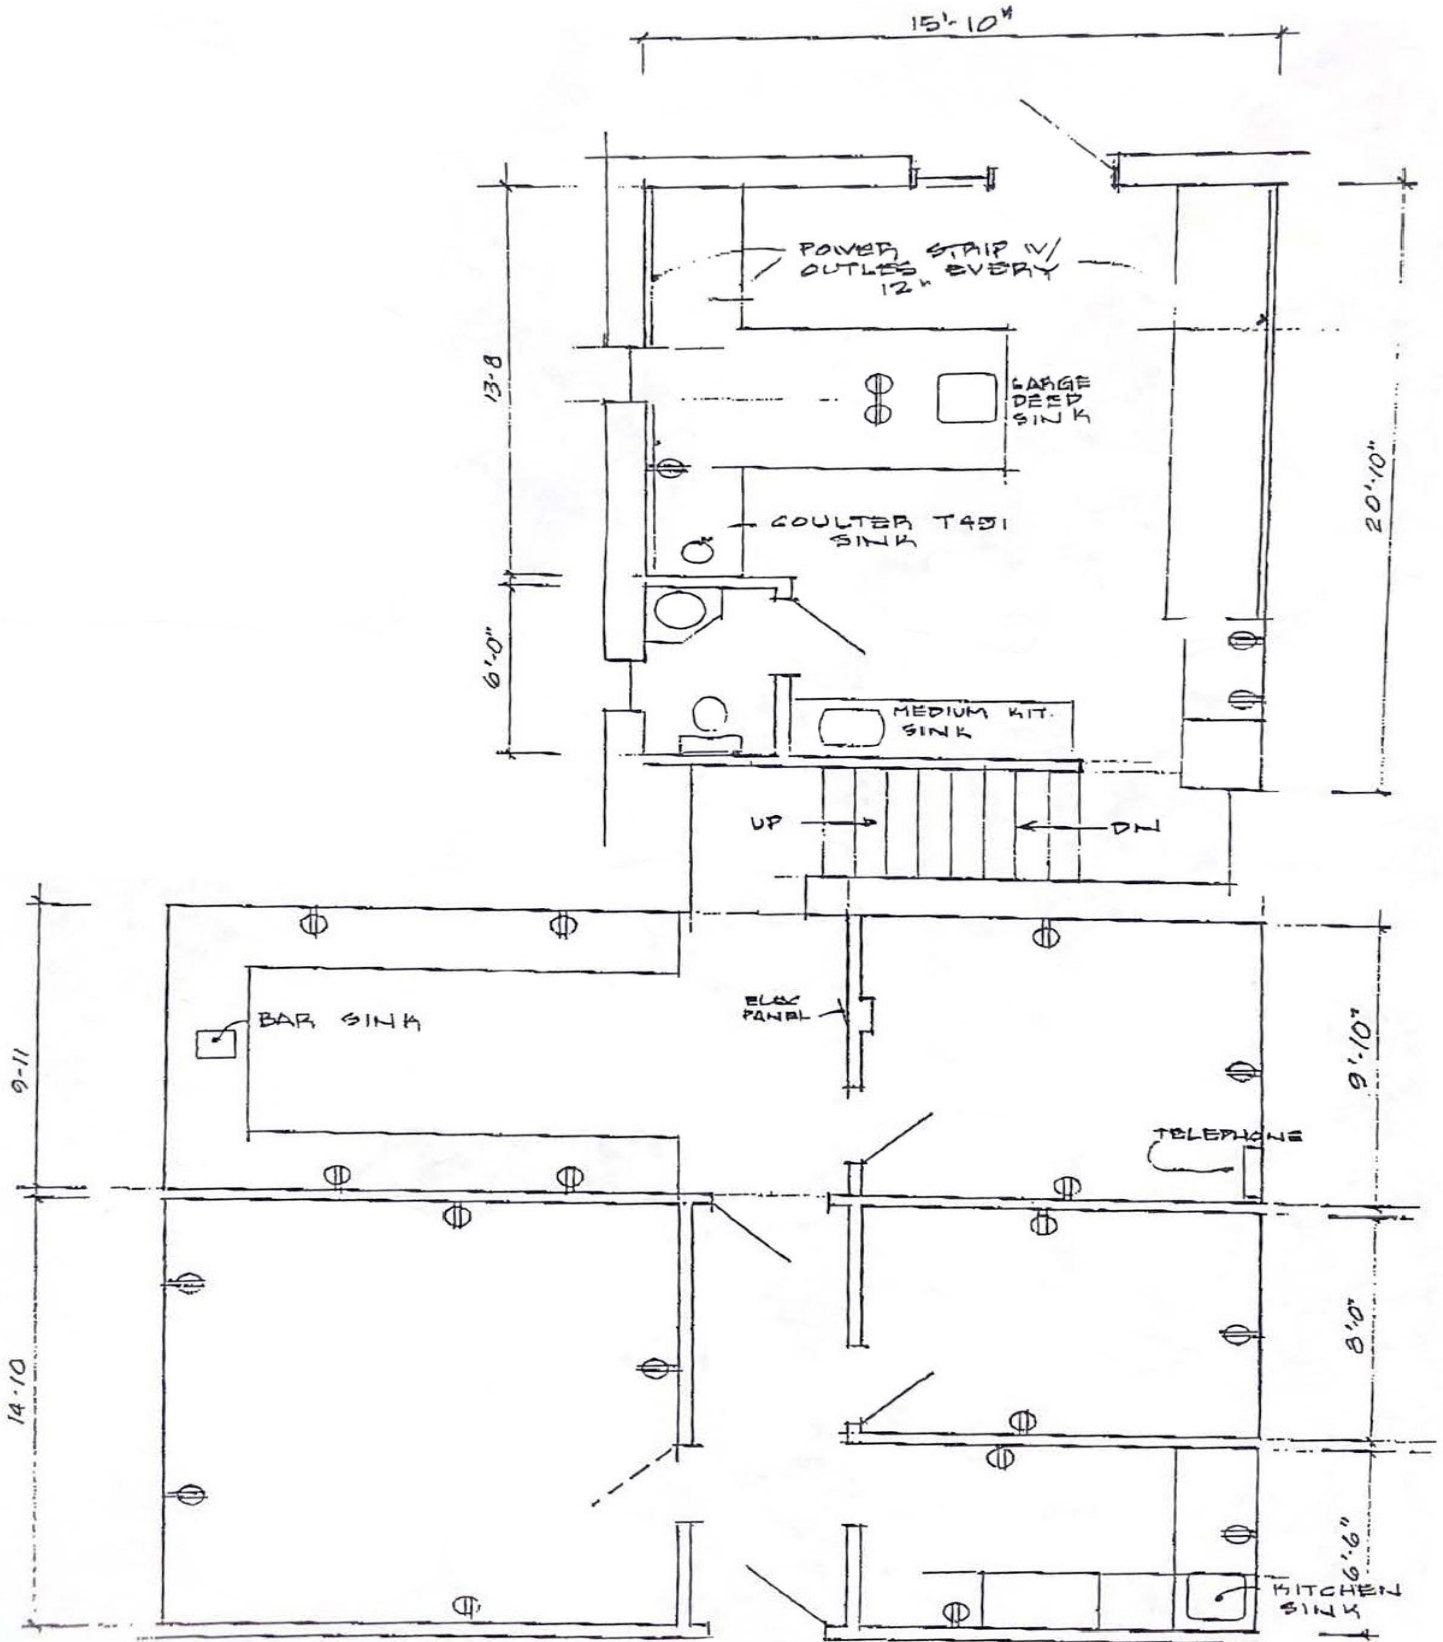 15'-10"
POWER STRIP W/
OUTLES EVERY
12"
13-8
LARGE
DEEP
SINK
20'-10"
COULTER T451
SINK
6'-0"
MEDIUM KIT.
SINK
UP
DN
ELEC
PANEL
BAR SINK
9-11
9'-10"
TELEPHONE
8'-0"
14-10
6'-6"
KITCHEN
SINK